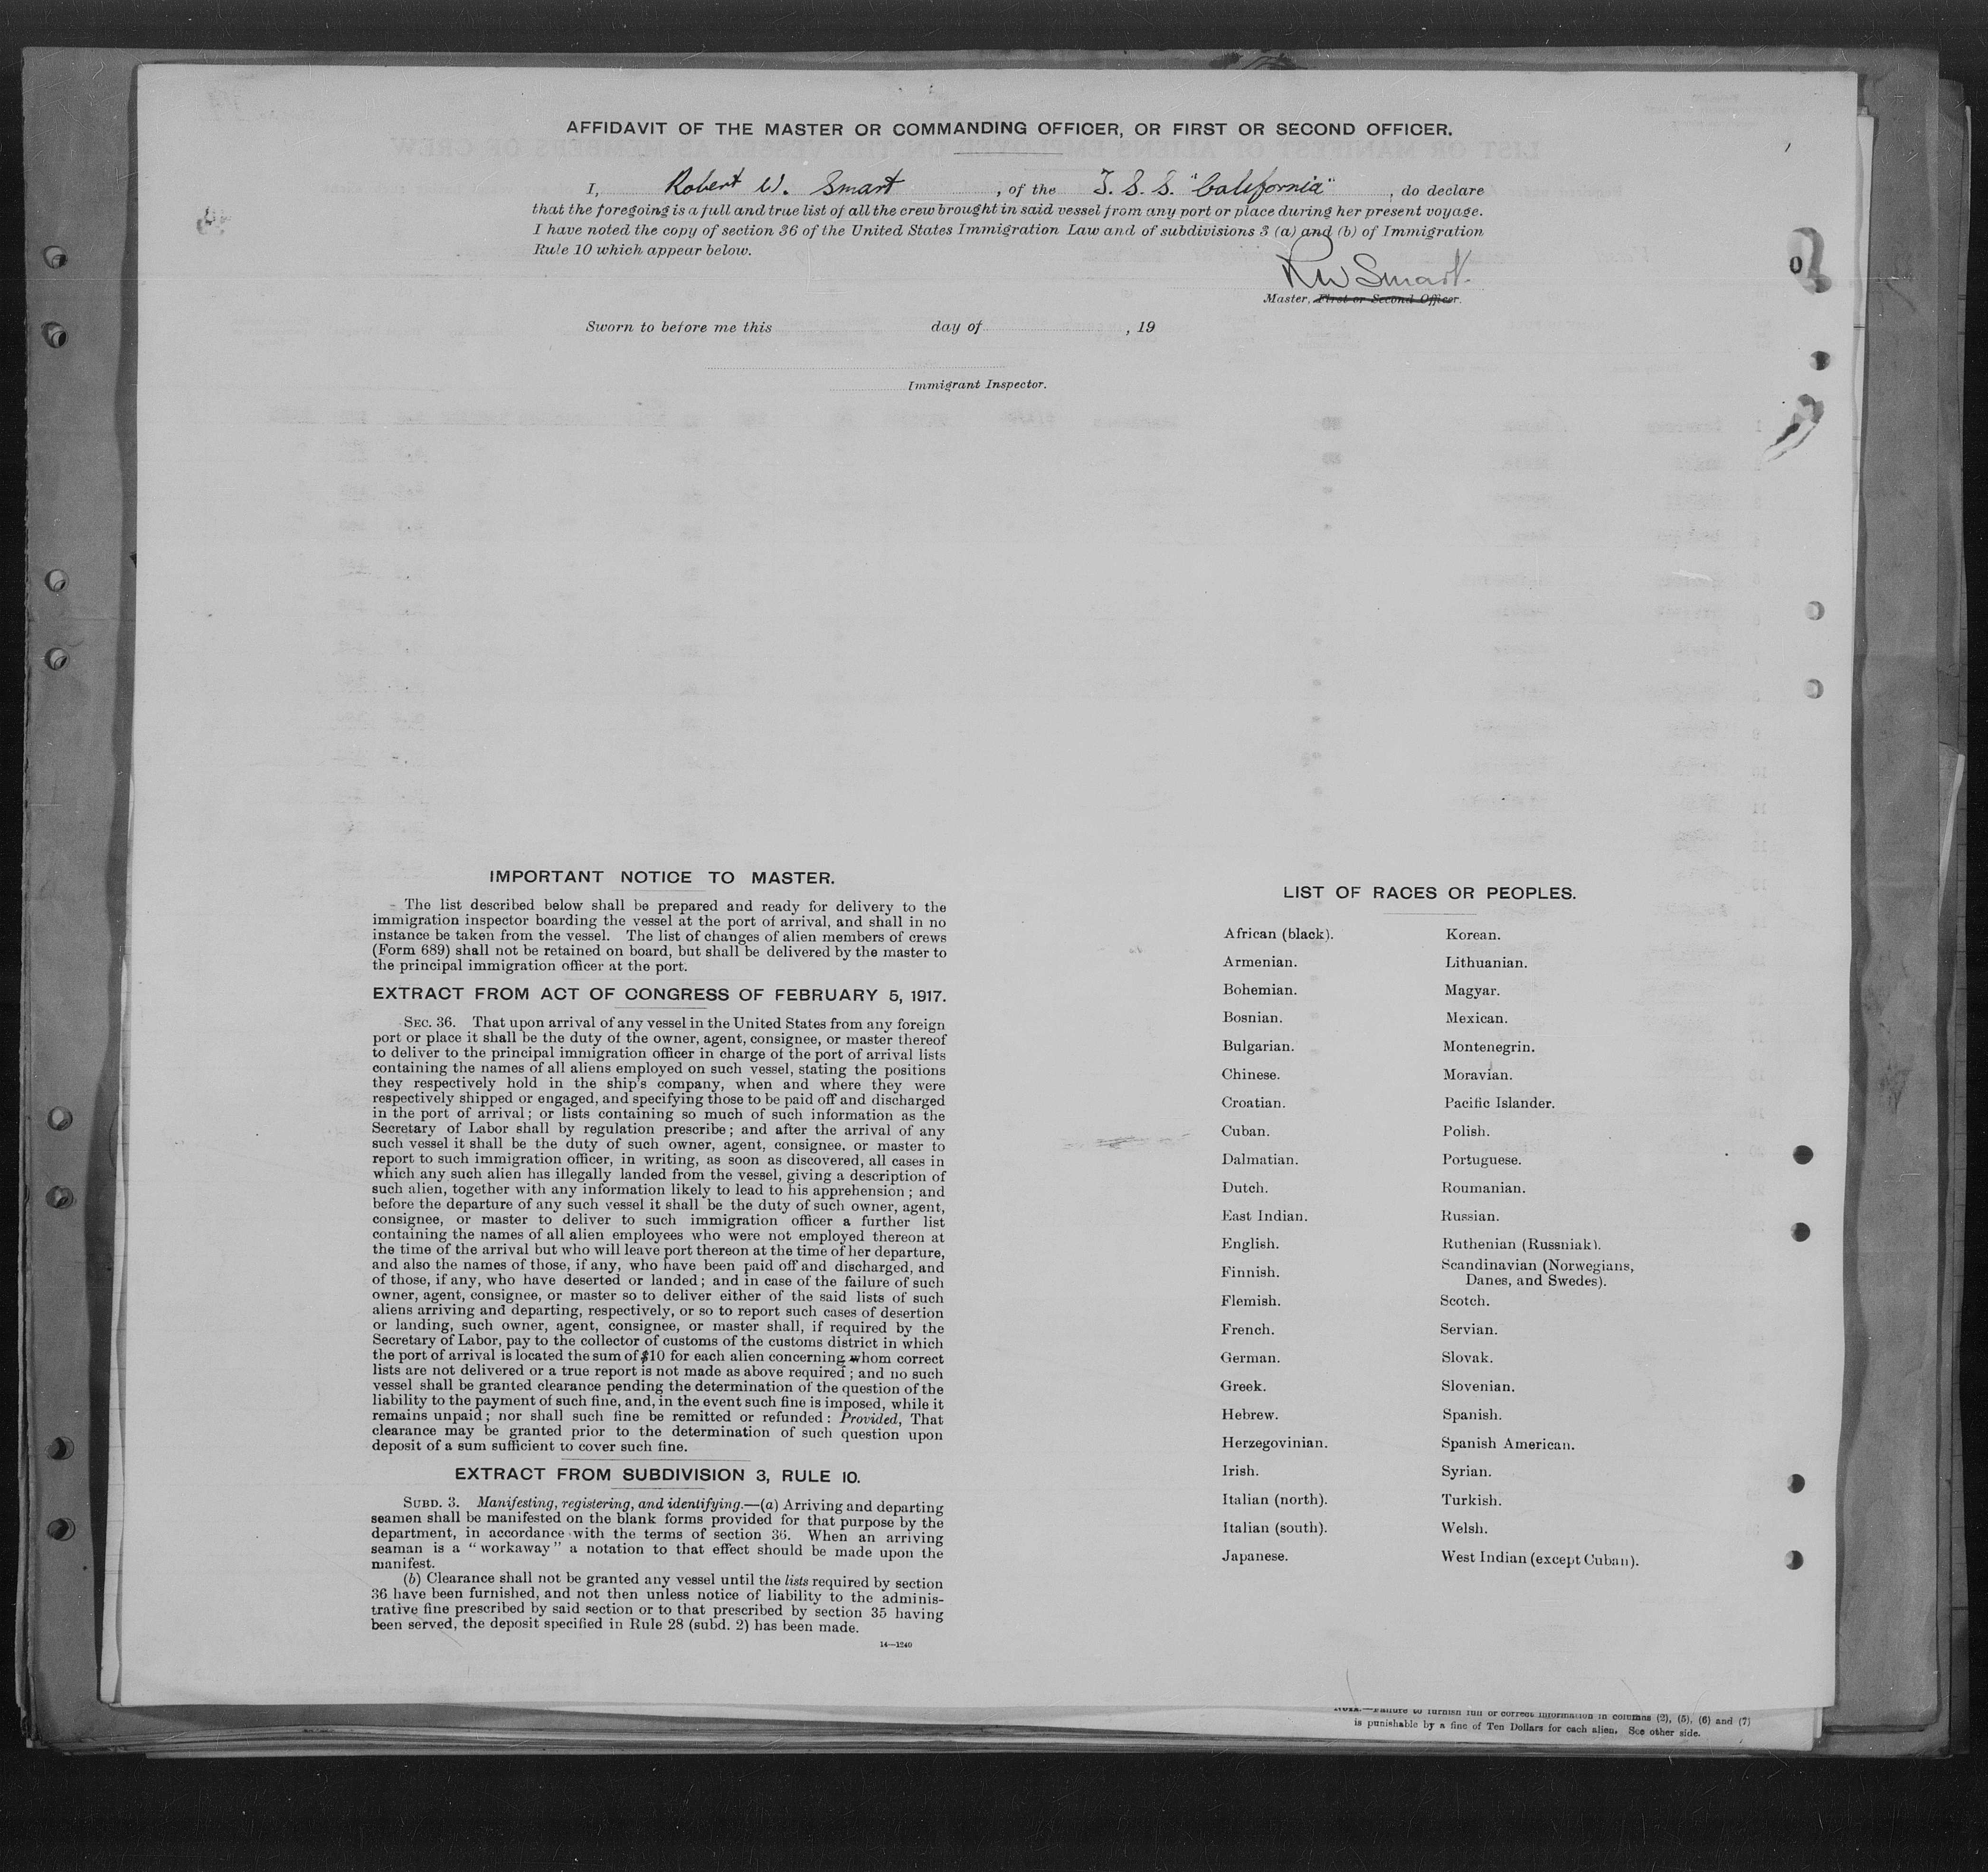 AFFIDAVIT OF THE MASTER OR COMMANDING OFFICER, OR FIRST OR SECOND OFFICER.
I, Robert W. Smart, of the T. S. S. "California", do declare
that the foregoing is a full and true list of all the crew brought in said vessel from any port or place during her present voyage.
I have noted the copy of section 36 of the United States Immigration Law and of subdivisions 3 (a) and (b) of Immigration
Rule 10 which appear below.
R W Smart.
Master, First or Second Officer.
Sworn to before me this day of , 19
Immigrant Inspector.
IMPORTANT NOTICE TO MASTER.
The list described below shall be prepared and ready for delivery to the
immigration inspector boarding the vessel at the port of arrival, and shall in no
instance be taken from the vessel. The list of changes of alien members of crews
(Form 689) shall not be retained on board, but shall be delivered by the master to
the principal immigration officer at the port.
EXTRACT FROM ACT OF CONGRESS OF FEBRUARY 5, 1917.
SEC. 36. That upon arrival of any vessel in the United States from any foreign
port or place it shall be the duty of the owner, agent, consignee, or master thereof
to deliver to the principal immigration officer in charge of the port of arrival lists
containing the names of all aliens employed on such vessel, stating the positions
they respectively hold in the ship's company, when and where they were
respectively shipped or engaged, and specifying those to be paid off and discharged
in the port of arrival; or lists containing so much of such information as the
Secretary of Labor shall by regulation prescribe; and after the arrival of any
such vessel it shall be the duty of such owner, agent, consignee, or master to
report to such immigration officer, in writing, as soon as discovered, all cases in
which any such alien has illegally landed from the vessel, giving a description of
such alien, together with any information likely to lead to his apprehension; and
before the departure of any such vessel it shall be the duty of such owner, agent,
consignee, or master to deliver to such immigration officer a further list
containing the names of all alien employees who were not employed thereon at
the time of the arrival but who will leave port thereon at the time of her departure,
and also the names of those, if any, who have been paid off and discharged, and
of those, if any, who have deserted or landed; and in case of the failure of such
owner, agent, consignee, or master so to deliver either of the said lists of such
aliens arriving and departing, respectively, or so to report such cases of desertion
or landing, such owner, agent, consignee, or master shall, if required by the
Secretary of Labor, pay to the collector of customs of the customs district in which
the port of arrival is located the sum of $10 for each alien concerning whom correct
lists are not delivered or a true report is not made as above required; and no such
vessel shall be granted clearance pending the determination of the question of the
liability to the payment of such fine, and, in the event such fine is imposed, while it
remains unpaid; nor shall such fine be remitted or refunded: Provided, That
clearance may be granted prior to the determination of such question upon
deposit of a sum sufficient to cover such fine.
EXTRACT FROM SUBDIVISION 3, RULE 10.
SUBD. 3. Manifesting, registering, and identifying.—(a) Arriving and departing
seamen shall be manifested on the blank forms provided for that purpose by the
department, in accordance with the terms of section 36. When an arriving
seaman is a "workaway" a notation to that effect should be made upon the
manifest.
(b) Clearance shall not be granted any vessel until the lists required by section
36 have been furnished, and not then unless notice of liability to the adminis-
trative fine prescribed by said section or to that prescribed by section 35 having
been served, the deposit specified in Rule 28 (subd. 2) has been made.
14—1240
LIST OF RACES OR PEOPLES.
African (black). Korean.
Armenian. Lithuanian.
Bohemian. Magyar.
Bosnian. Mexican.
Bulgarian. Montenegrin.
Chinese. Moravian.
Croatian. Pacific Islander.
Cuban. Polish.
Dalmatian. Portuguese.
Dutch. Roumanian.
East Indian. Russian.
English. Ruthenian (Russniak).
Finnish. Scandinavian (Norwegians,
Danes, and Swedes).
Flemish. Scotch.
French. Servian.
German. Slovak.
Greek. Slovenian.
Hebrew. Spanish.
Herzegovinian. Spanish American.
Irish. Syrian.
Italian (north). Turkish.
Italian (south). Welsh.
Japanese. West Indian (except Cuban).
NOTE.—Failure to furnish full or correct information in columns (2), (5), (6) and (7)
is punishable by a fine of Ten Dollars for each alien. See other side.